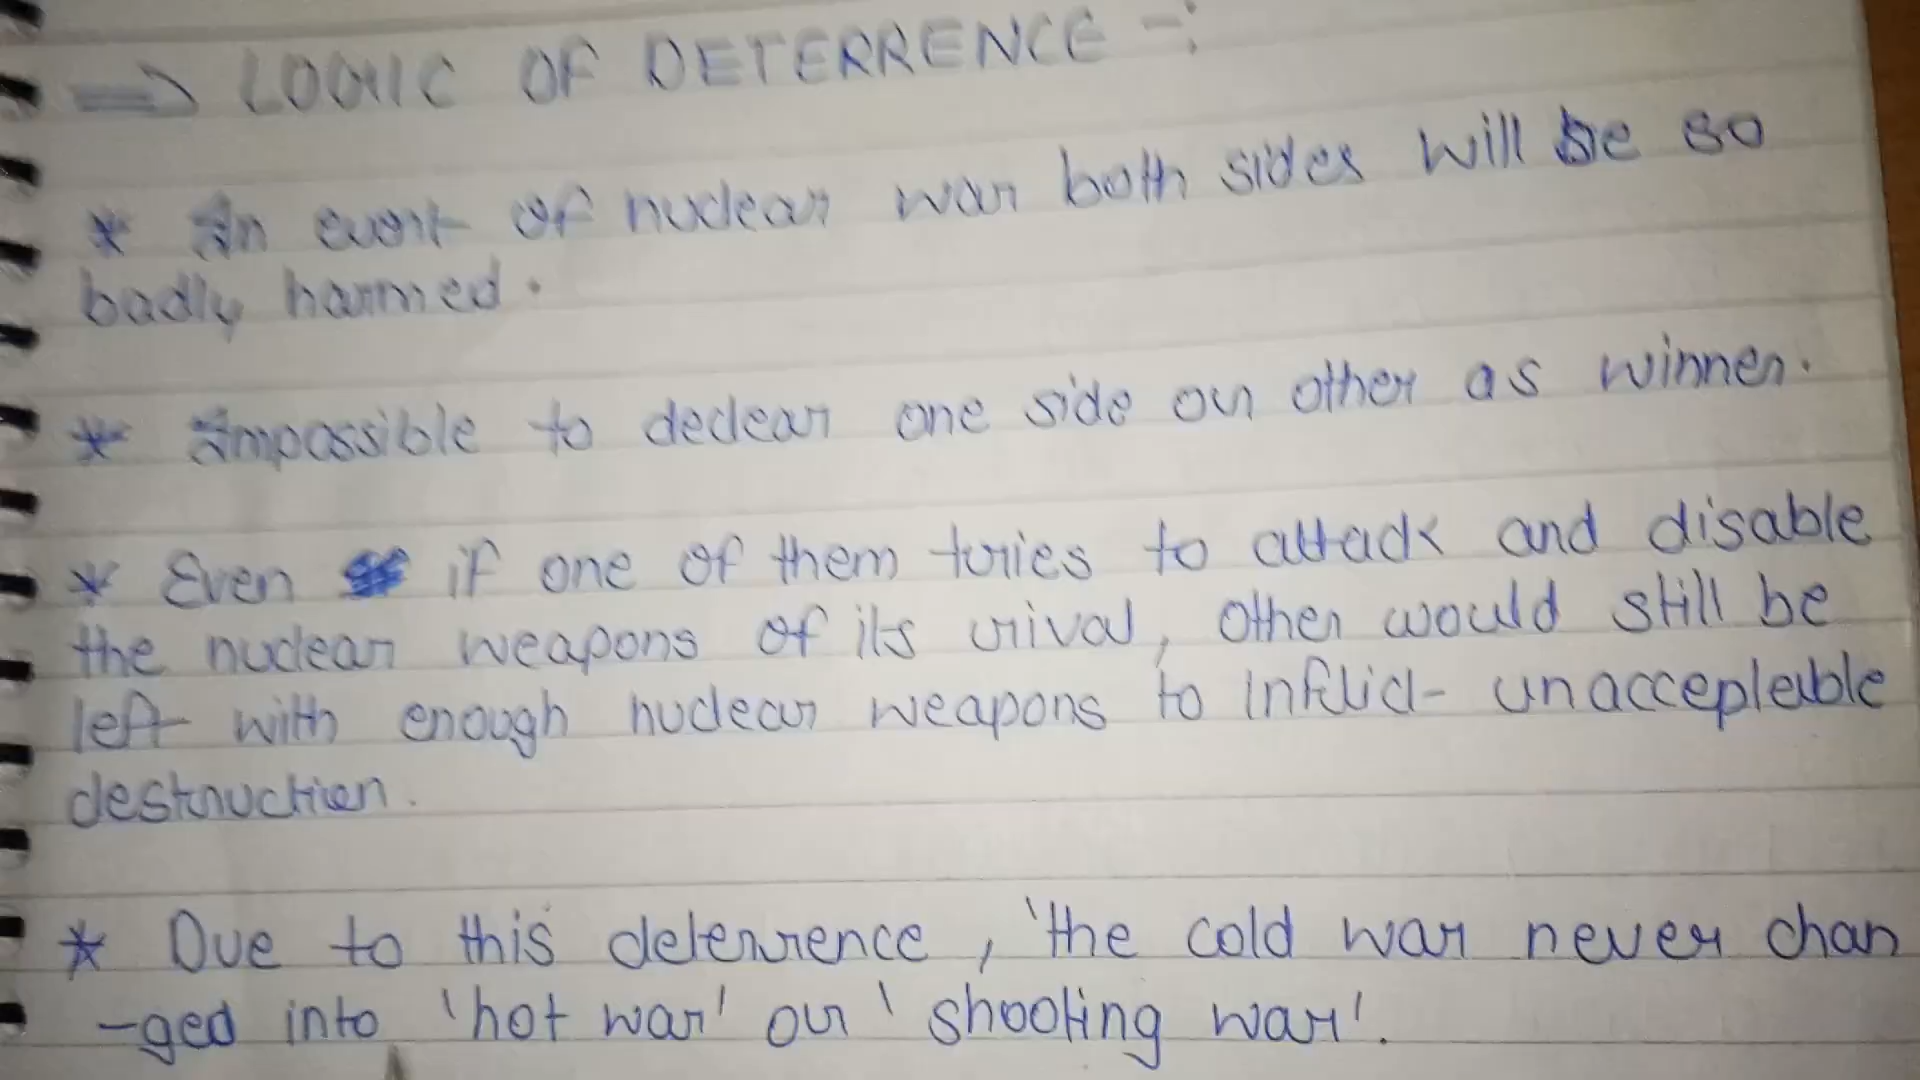 ⇒ LOGIC OF DETERRENCE -:
* In event of nuclear war both sides will be so
badly harmed.
* Impossible to declear one side or other as winner.
* Even if one of them tries to attack and disable
the nuclear weapons of its rival, other would still be
left with enough nuclear weapons to inflict unacceptable
destruction.
* Due to this deterrence, 'the cold war never chan
-ged into 'hot war' or 'shooting war'.